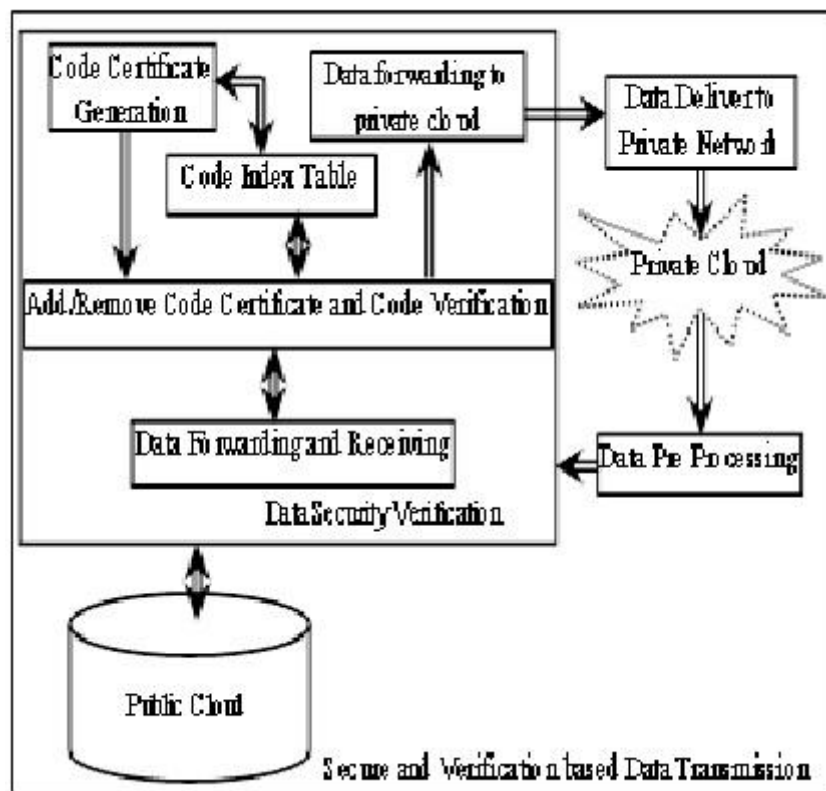 Code Certificate
Generation
Data forwarding to
private cloud
Data Deliver to
Private Network
Code Index Table
Private Cloud
Add/Remove Code Certificate and Code Verification
Data Forwarding and Receiving
Data Pre Processing
Data Security Verification
Public Cloud
Secure and Verification based Data Transmission